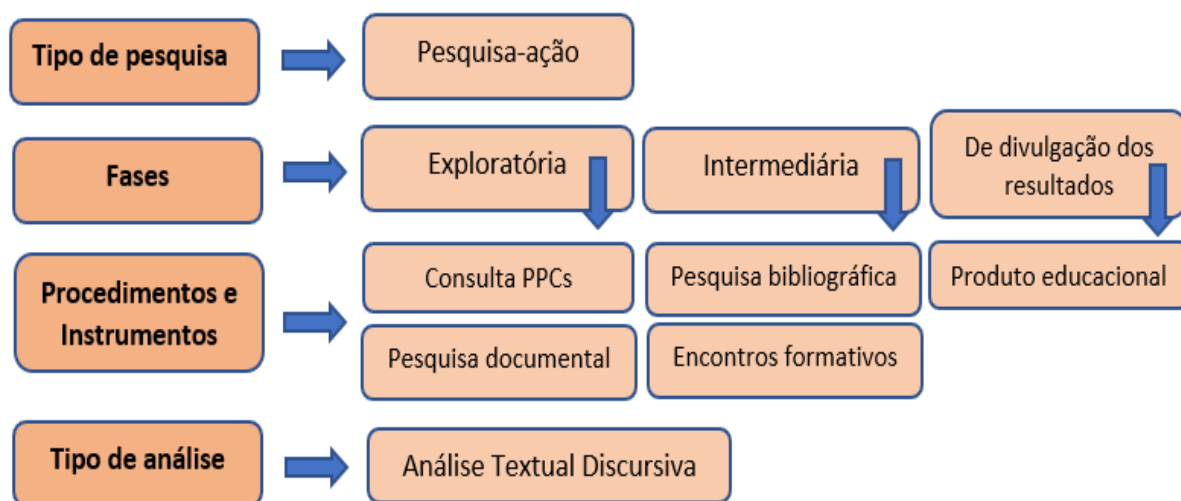 Tipo de pesquisa
Pesquisa-ação
Fases
Exploratória
Intermediária
De divulgação dos
resultados
Procedimentos e
Instrumentos
Consulta PPCs
Pesquisa bibliográfica
Produto educacional
Pesquisa documental
Encontros formativos
Tipo de análise
Análise Textual Discursiva